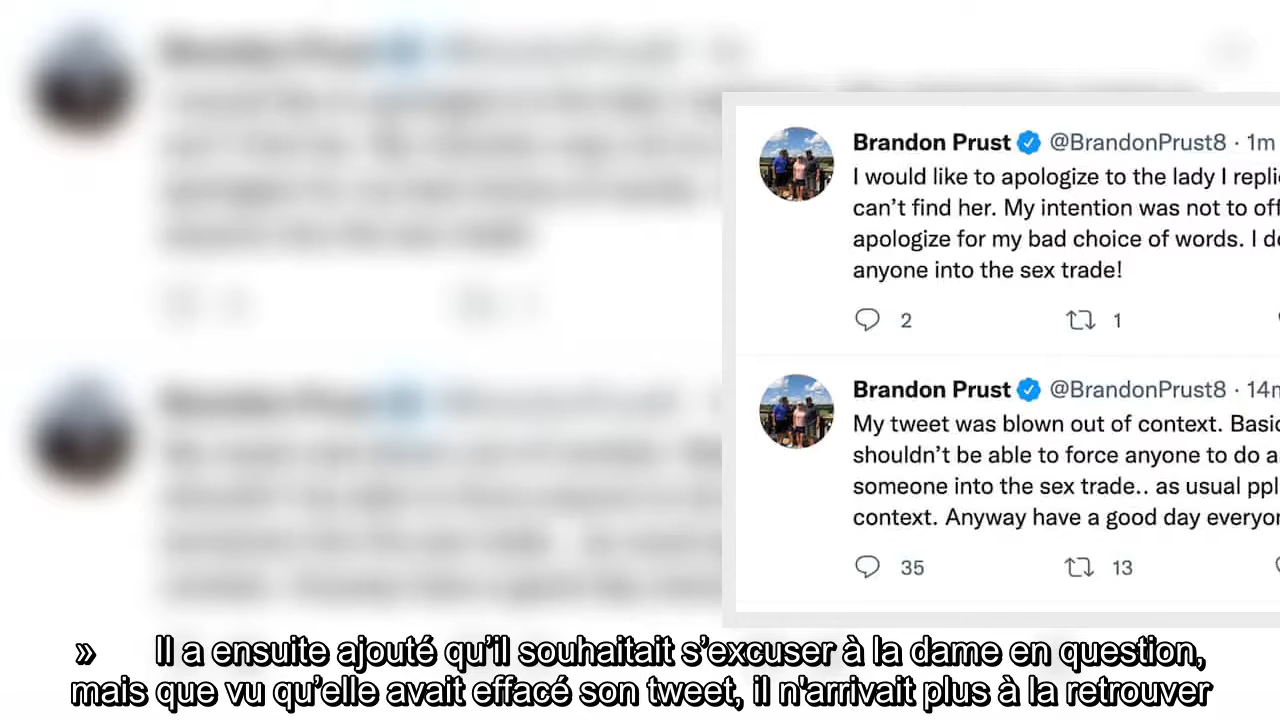 Brandon Prust @BrandonPrust8 · 1m
I would like to apologize to the lady I
can't find her. My intention was not to
apologize for my bad choice of words. I
anyone into the sex trade!
2 1
Brandon Prust @BrandonPrust8 · 14m
My tweet was blown out of context.
shouldn't be able to force anyone to do
someone into the sex trade.. as usual ppl
context. Anyway have a good day
35 13
» Il a ensuite ajouté qu'il souhaitait s'excuser à la dame en question,
mais que vu qu'elle avait effacé son tweet, il n'arrivait plus à la retrouver